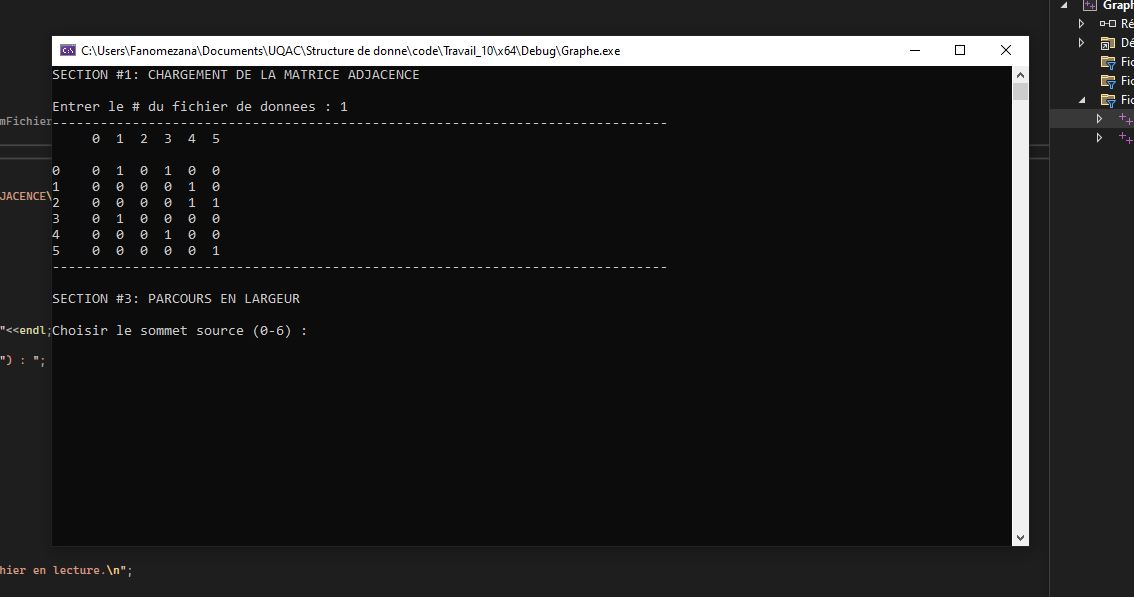 Graph
C:\Users\Fanomezana\Documents\UQAC\Structure de donne\code\Travail_10\x64\Debug\Graphe.exe
Ré
Dé
Fic
Fic
Fic
SECTION #1: CHARGEMENT DE LA MATRICE ADJACENCE
Entrer le # du fichier de donnees : 1
mFichier
-----------------------------------------------------------------------------
0 1 2 3 4 5
0 0 1 0 1 0 0
1 0 0 0 0 1 0
JACENCE\
2 0 0 0 0 1 1
3 0 1 0 0 0 0
4 0 0 0 1 0 0
5 0 0 0 0 0 1
-----------------------------------------------------------------------------
SECTION #3: PARCOURS EN LARGEUR
"<<endl;
Choisir le sommet source (0-6) :
") : ";
hier en lecture.\n";